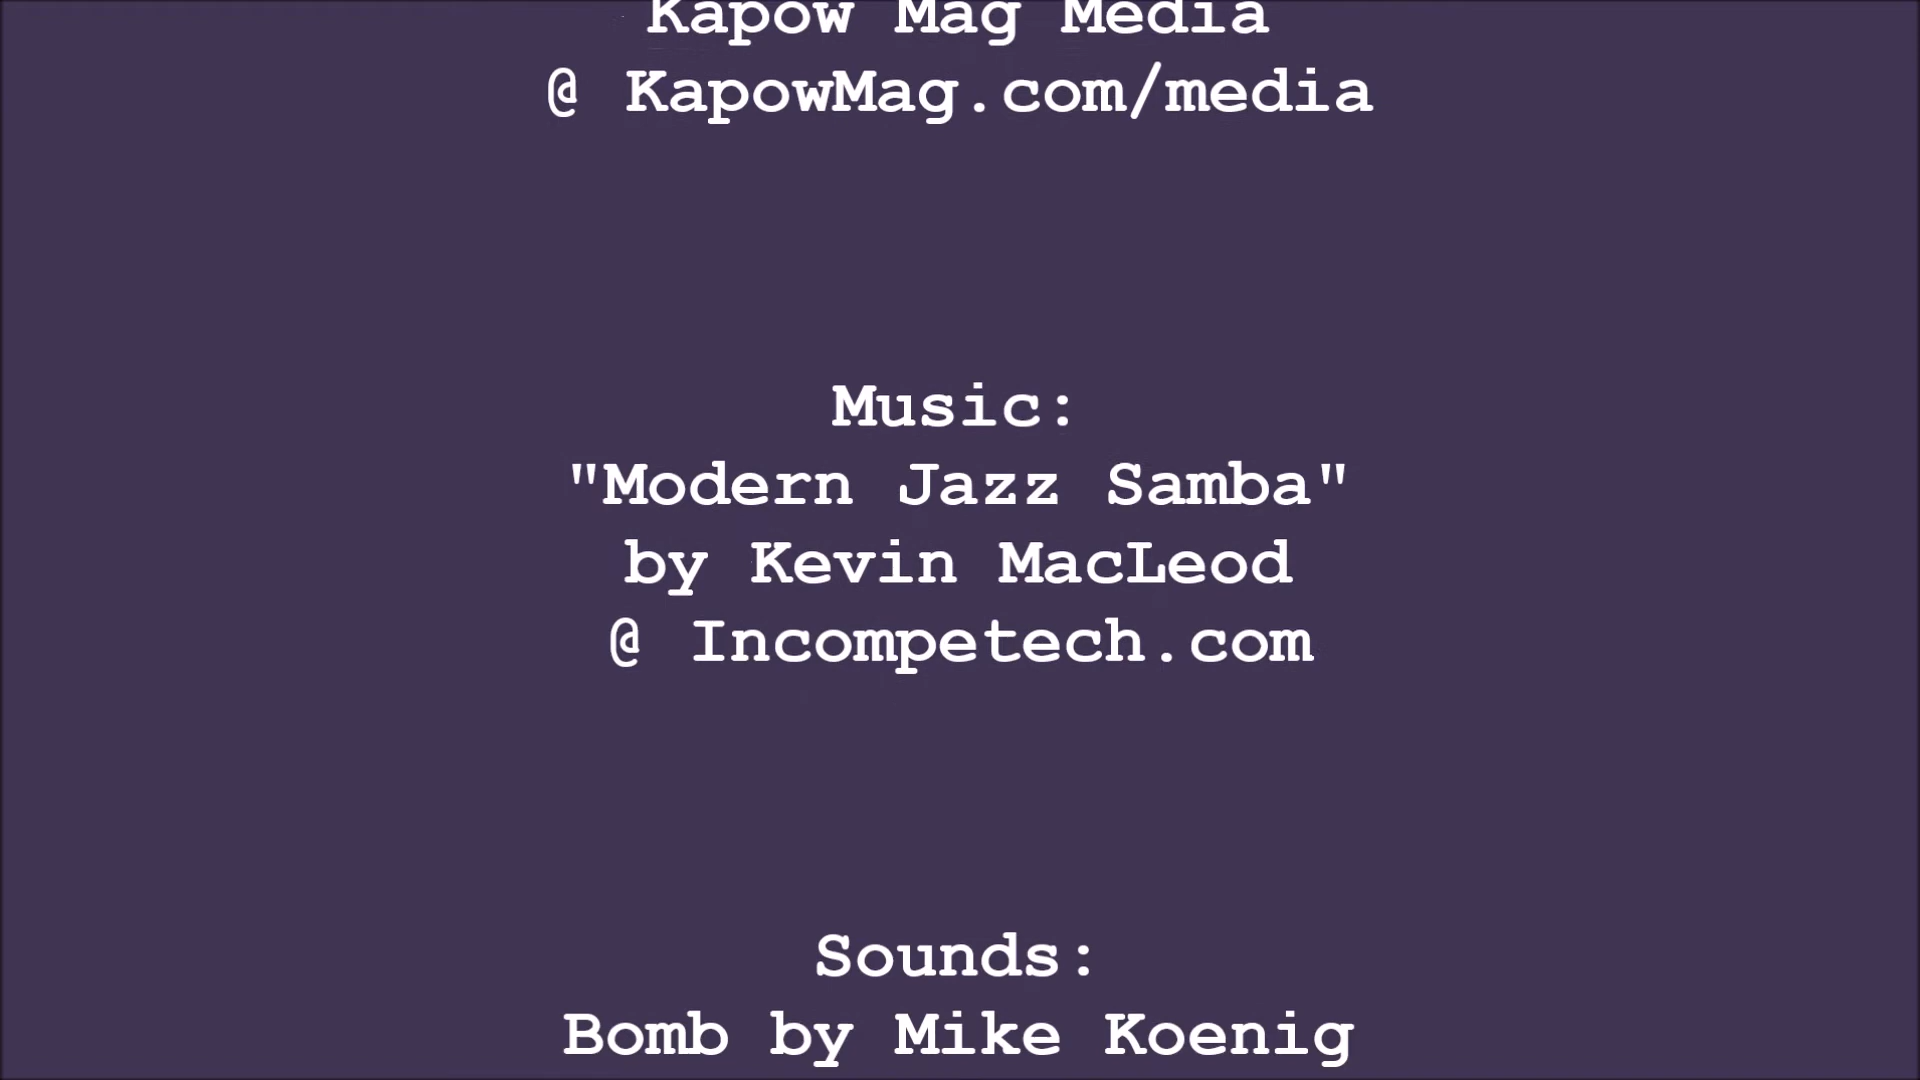 Kapow Mag Media
@ KapowMag.com/media
Music:
"Modern Jazz Samba"
by Kevin MacLeod
@ Incompetech.com
Sounds:
Bomb by Mike Koenig